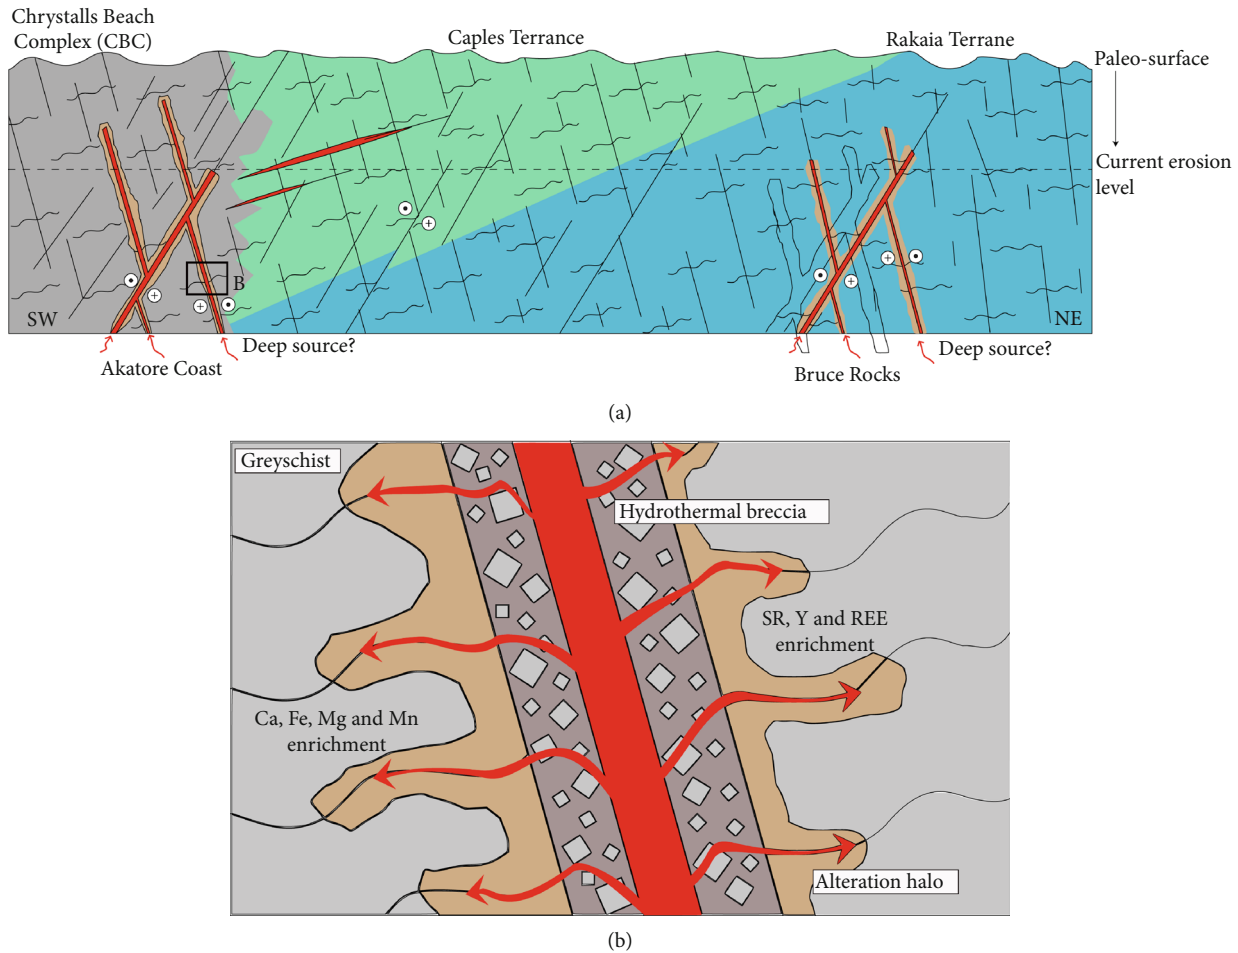 Chrystalls Beach
Complex (CBC)
Caples Terrance
Rakaia Terrane
Paleo-surface
Current erosion
level
B
SW
NE
Deep source?
Akatore Coast
Deep source?
Bruce Rocks
(a)
Greyschist
Hydrothermal breccia
SR, Y and REE
enrichment
Ca, Fe, Mg and Mn
enrichment
Alteration halo
(b)